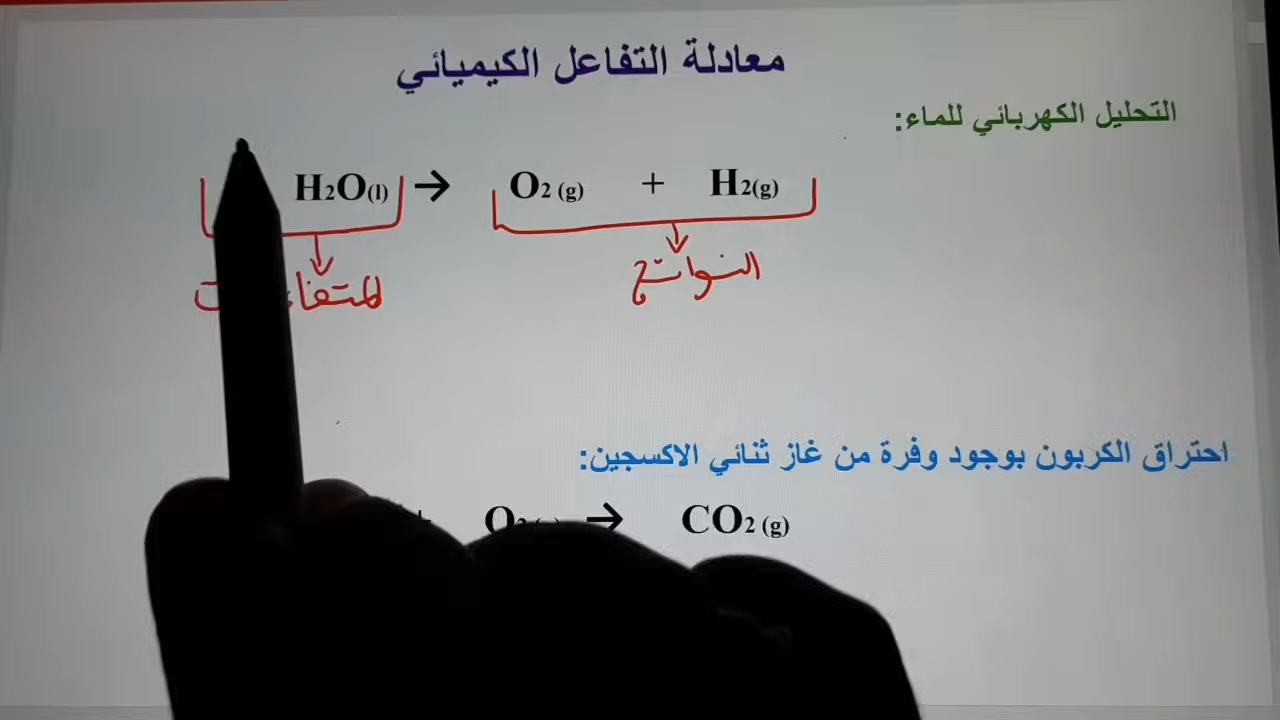 معادلة التفاعل الكيميائي
التحليل الكهربائي للماء:
H2O(l) → O2 (g) + H2(g)
النواتج
احتراق الكربون بوجود وفرة من غاز ثنائي الاكسجين:
+ O2 → CO2 (g)